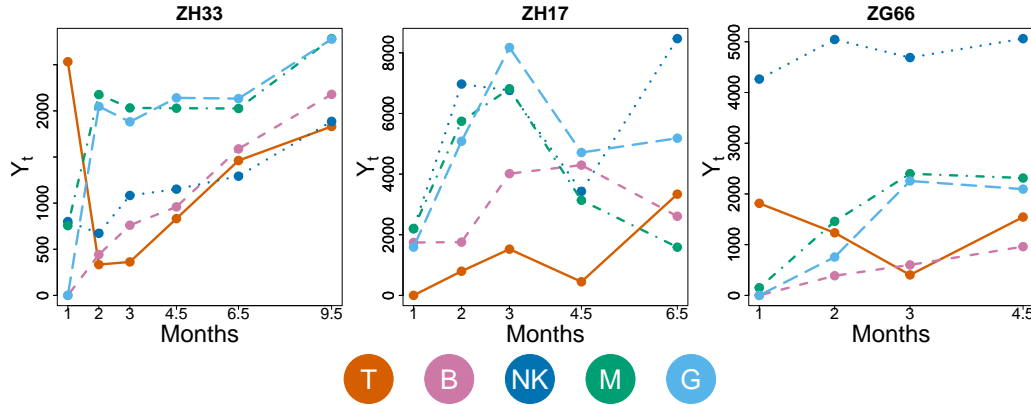 ZH33 ZH17 ZG66
Y_t
0 500 1000 2000
1 2 3 4.5 6.5 9.5
Months
Y_t
0 2000 4000 6000 8000
1 2 3 4.5 6.5
Months
Y_t
0 1000 2000 3000 4000 5000
1 2 3 4.5
Months
T B NK M G